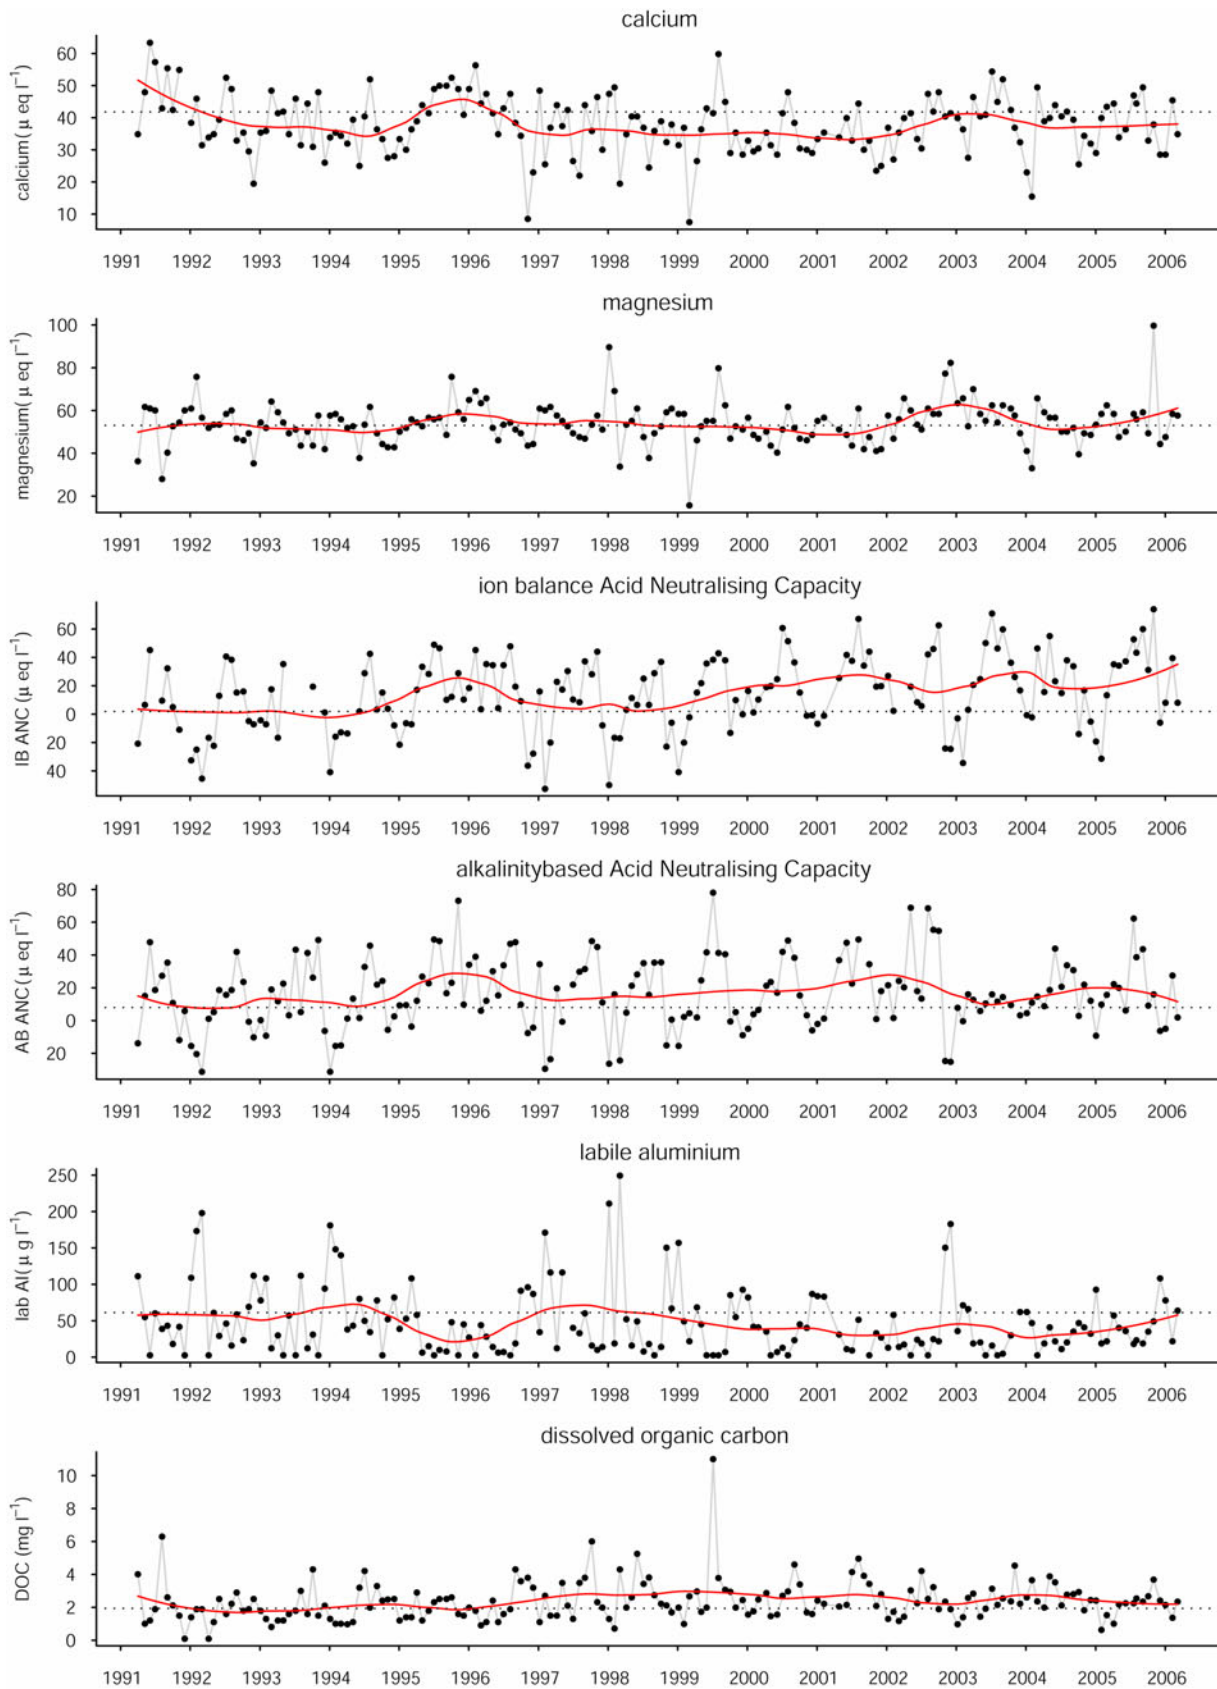 calcium
calcium( μ eq l⁻¹)
60
50
40
30
20
10
1991 1992 1993 1994 1995 1996 1997 1998 1999 2000 2001 2002 2003 2004 2005 2006
magnesium
magnesium( μ eq l⁻¹)
100
80
60
40
20
1991 1992 1993 1994 1995 1996 1997 1998 1999 2000 2001 2002 2003 2004 2005 2006
ion balance Acid Neutralising Capacity
IB ANC( μ eq l⁻¹)
60
40
20
0
20
40
1991 1992 1993 1994 1995 1996 1997 1998 1999 2000 2001 2002 2003 2004 2005 2006
alkalinitybased Acid Neutralising Capacity
AB ANC( μ eq l⁻¹)
80
60
40
20
0
20
1991 1992 1993 1994 1995 1996 1997 1998 1999 2000 2001 2002 2003 2004 2005 2006
labile aluminium
lab Al( μ g l⁻¹)
250
200
150
100
50
0
1991 1992 1993 1994 1995 1996 1997 1998 1999 2000 2001 2002 2003 2004 2005 2006
dissolved organic carbon
DOC (mg l⁻¹)
10
8
6
4
2
0
1991 1992 1993 1994 1995 1996 1997 1998 1999 2000 2001 2002 2003 2004 2005 2006